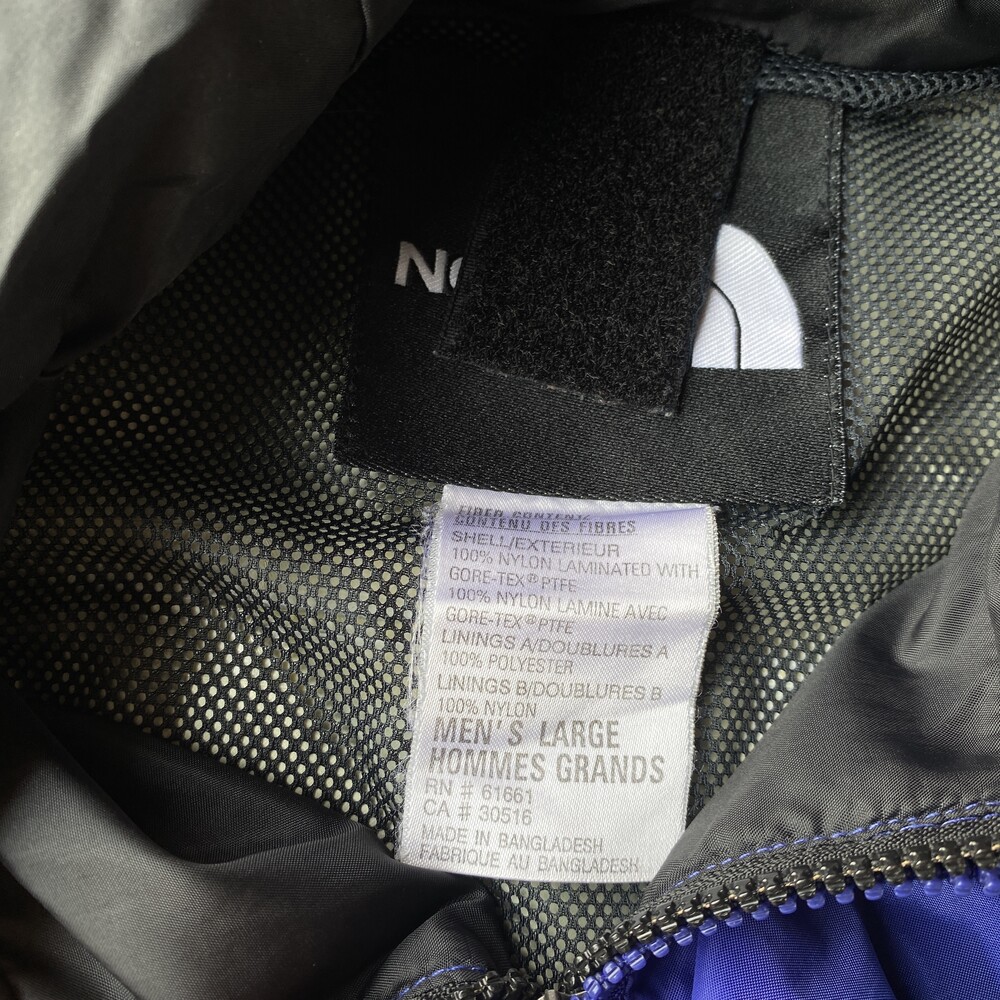 FIBER CONTENT/
CONTENU DES FIBRES
SHELL/EXTERIEUR
100% NYLON LAMINATED WITH
GORE-TEX® PTFE
100% NYLON LAMINE AVEC
GORE-TEX® PTFE
LININGS A/DOUBLURES A
100% POLYESTER
LININGS B/DOUBLURES B
100% NYLON
MEN'S LARGE
HOMMES GRANDS
RN # 61661
CA # 30516
MADE IN BANGLADESH
FABRIQUE AU BANGLADESH